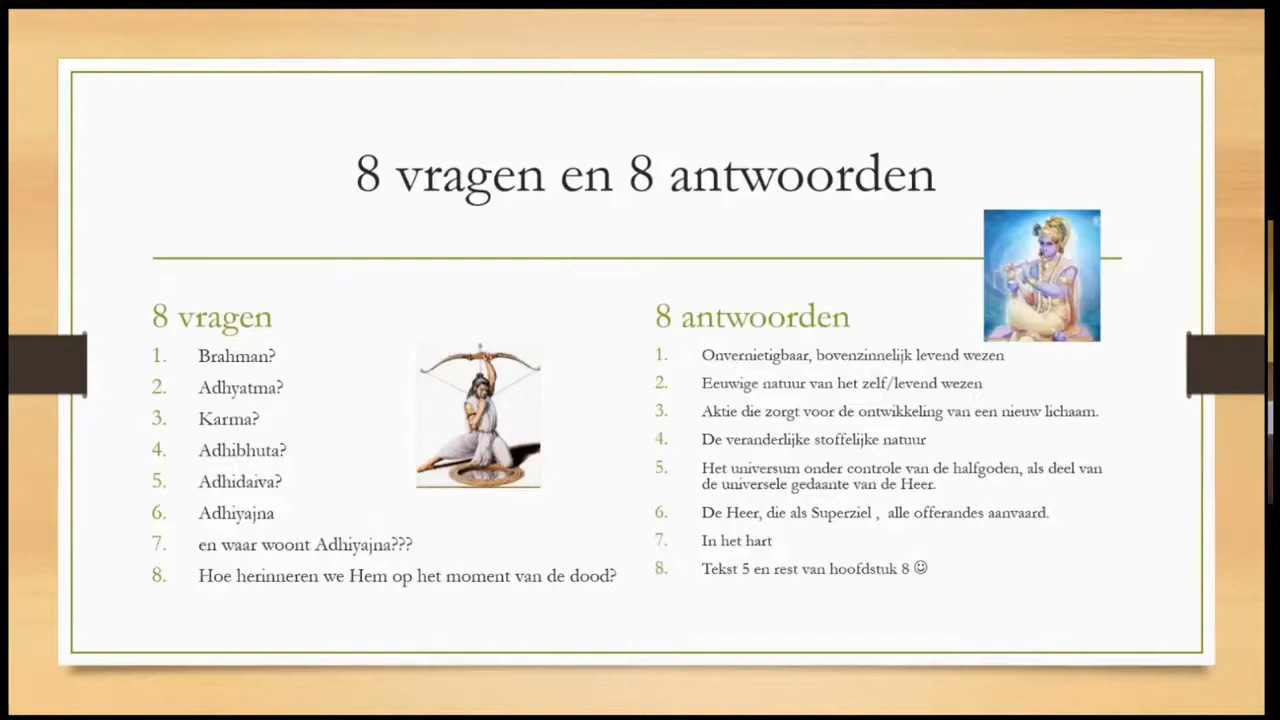 8 vragen en 8 antwoorden
8 vragen
1. Brahman?
2. Adhyatma?
3. Karma?
4. Adhibhuta?
5. Adhidaiva?
6. Adhiyajna
7. en waar woont Adhiyajna???
8. Hoe herinneren we Hem op het moment van de dood?
8 antwoorden
1. Onvernietigbaar, bovenzinnelijk levend wezen
2. Eeuwige natuur van het zelf/levend wezen
3. Aktie die zorgt voor de ontwikkeling van een nieuw lichaam.
4. De veranderlijke stoffelijke natuur
5. Het universum onder controle van de halfgoden, als deel van
de universele gedaante van de Heer.
6. De Heer, die als Superziel , alle offerandes aanvaard.
7. In het hart
8. Tekst 5 en rest van hoofdstuk 8 ☺